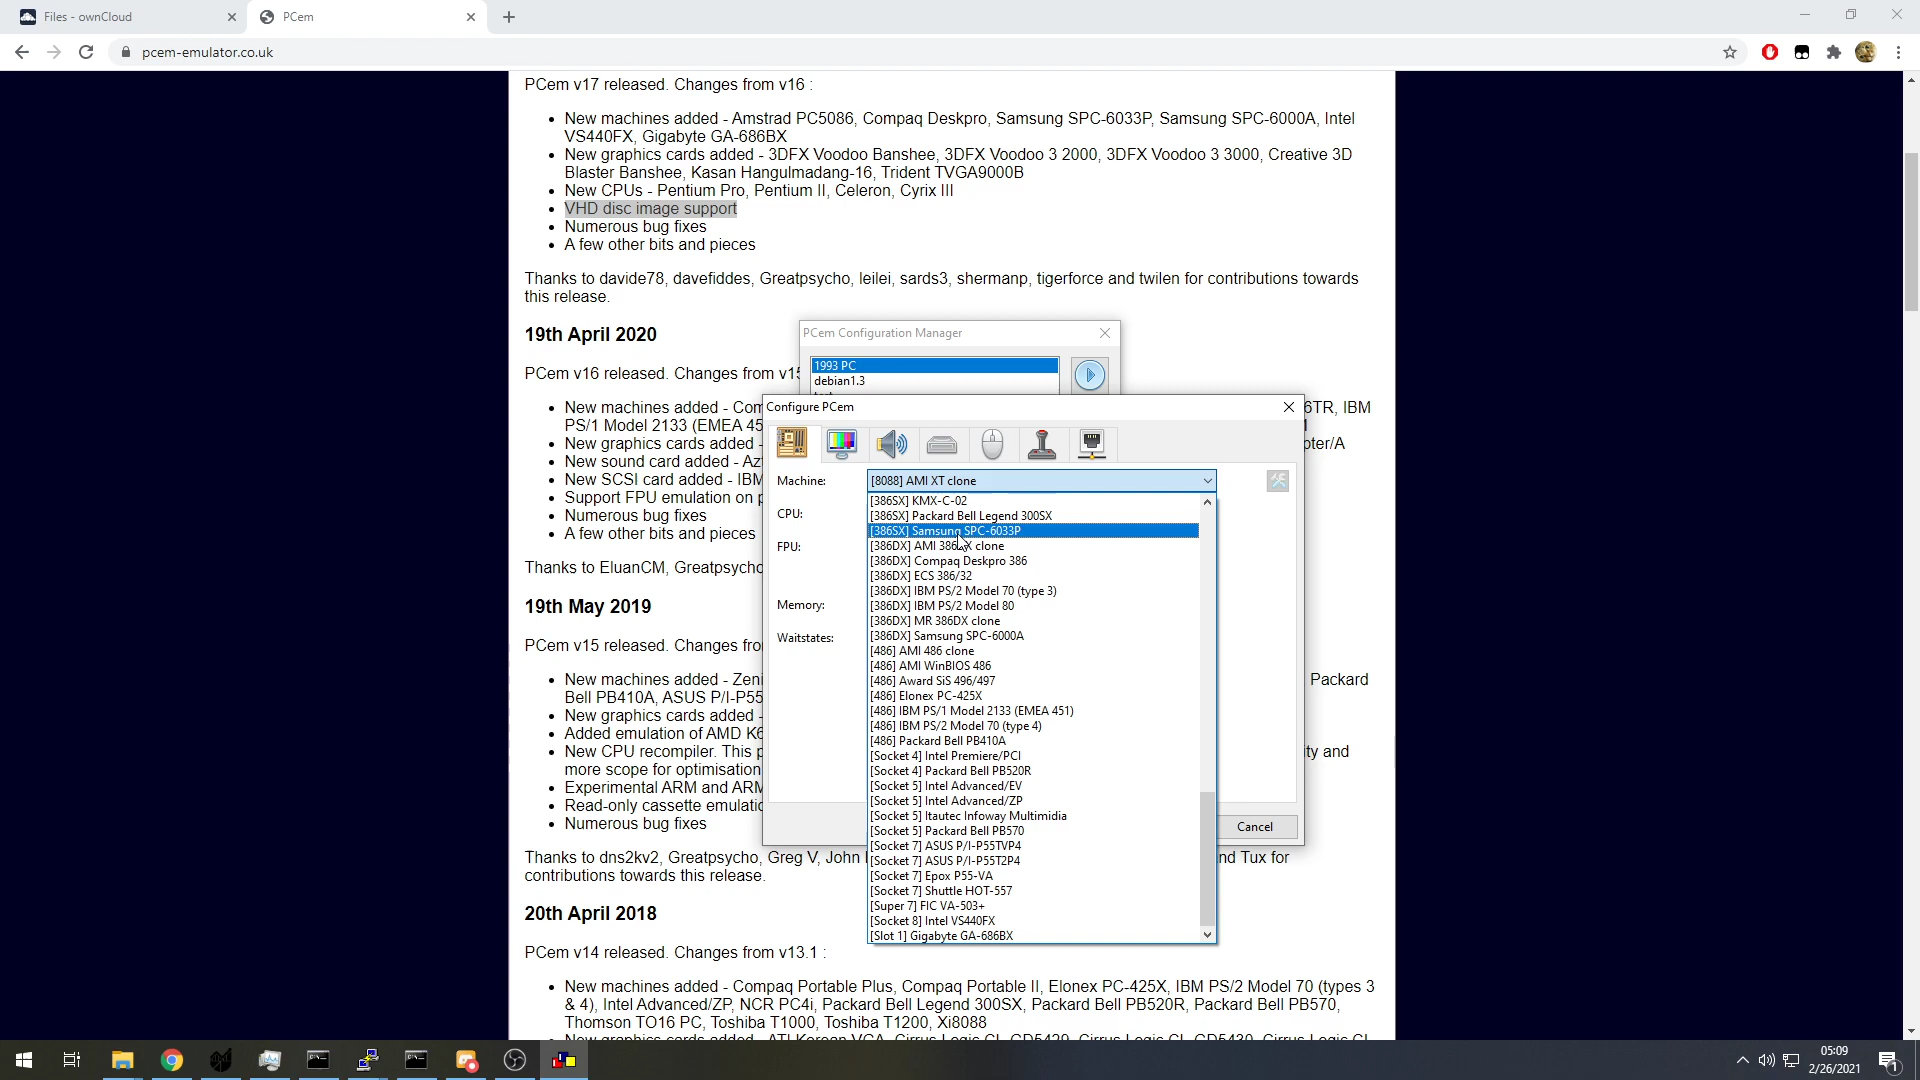 Files - ownCloud
PCem
pcem-emulator.co.uk
PCem v17 released. Changes from v16 :
New machines added - Amstrad PC5086, Compaq Deskpro, Samsung SPC-6033P, Samsung SPC-6000A, Intel
VS440FX, Gigabyte GA-686BX
New graphics cards added - 3DFX Voodoo Banshee, 3DFX Voodoo 3 2000, 3DFX Voodoo 3 3000, Creative 3D
Blaster Banshee, Kasan Hangulmadang-16, Trident TVGA9000B
New CPUs - Pentium Pro, Pentium II, Celeron, Cyrix III
VHD disc image support
Numerous bug fixes
A few other bits and pieces
Thanks to davide78, davefiddes, Greatpsycho, leilei, sards3, shermanp, tigerforce and twilen for contributions towards
this release.
19th April 2020
PCem v16 released. Changes from v15
New machines added - Com 6TR, IBM
PS/1 Model 2133 (EMEA 45
New graphics cards added - pter/A
New sound card added - Az
New SCSI card added - IBM
Support FPU emulation on p
Numerous bug fixes
A few other bits and pieces
Thanks to EluanCM, Greatpsycho
19th May 2019
PCem v15 released. Changes fro
New machines added - Zeni Packard
Bell PB410A, ASUS P/I-P55
New graphics cards added -
Added emulation of AMD K6
New CPU recompiler. This p ity and
more scope for optimisation
Experimental ARM and ARM
Read-only cassette emulatio
Numerous bug fixes
Thanks to dns2kv2, Greatpsycho, Greg V, John nd Tux for
contributions towards this release.
20th April 2018
PCem v14 released. Changes from v13.1 :
New machines added - Compaq Portable Plus, Compaq Portable II, Elonex PC-425X, IBM PS/2 Model 70 (types 3
& 4), Intel Advanced/ZP, NCR PC4i, Packard Bell Legend 300SX, Packard Bell PB520R, Packard Bell PB570,
Thomson TO16 PC, Toshiba T1000, Toshiba T1200, Xi8088
New graphics cards added - ATI Korean VGA, Cirrus Logic CL-GD5429, Cirrus Logic CL-GD5430, Cirrus Logic CL
PCem Configuration Manager
1993 PC
debian1.3
Configure PCem
Machine:
[8088] AMI XT clone
CPU:
FPU:
Memory:
Waitstates:
[386SX] KMX-C-02
[386SX] Packard Bell Legend 300SX
[386SX] Samsung SPC-6033P
[386DX] AMI 386DX clone
[386DX] Compaq Deskpro 386
[386DX] ECS 386/32
[386DX] IBM PS/2 Model 70 (type 3)
[386DX] IBM PS/2 Model 80
[386DX] MR 386DX clone
[386DX] Samsung SPC-6000A
[486] AMI 486 clone
[486] AMI WinBIOS 486
[486] Award SiS 496/497
[486] Elonex PC-425X
[486] IBM PS/1 Model 2133 (EMEA 451)
[486] IBM PS/2 Model 70 (type 4)
[486] Packard Bell PB410A
[Socket 4] Intel Premiere/PCI
[Socket 4] Packard Bell PB520R
[Socket 5] Intel Advanced/EV
[Socket 5] Intel Advanced/ZP
[Socket 5] Itautec Infoway Multimidia
[Socket 5] Packard Bell PB570
[Socket 7] ASUS P/I-P55TVP4
[Socket 7] ASUS P/I-P55T2P4
[Socket 7] Epox P55-VA
[Socket 7] Shuttle HOT-557
[Super 7] FIC VA-503+
[Socket 8] Intel VS440FX
[Slot 1] Gigabyte GA-686BX
Cancel
05:09
2/26/2021
1